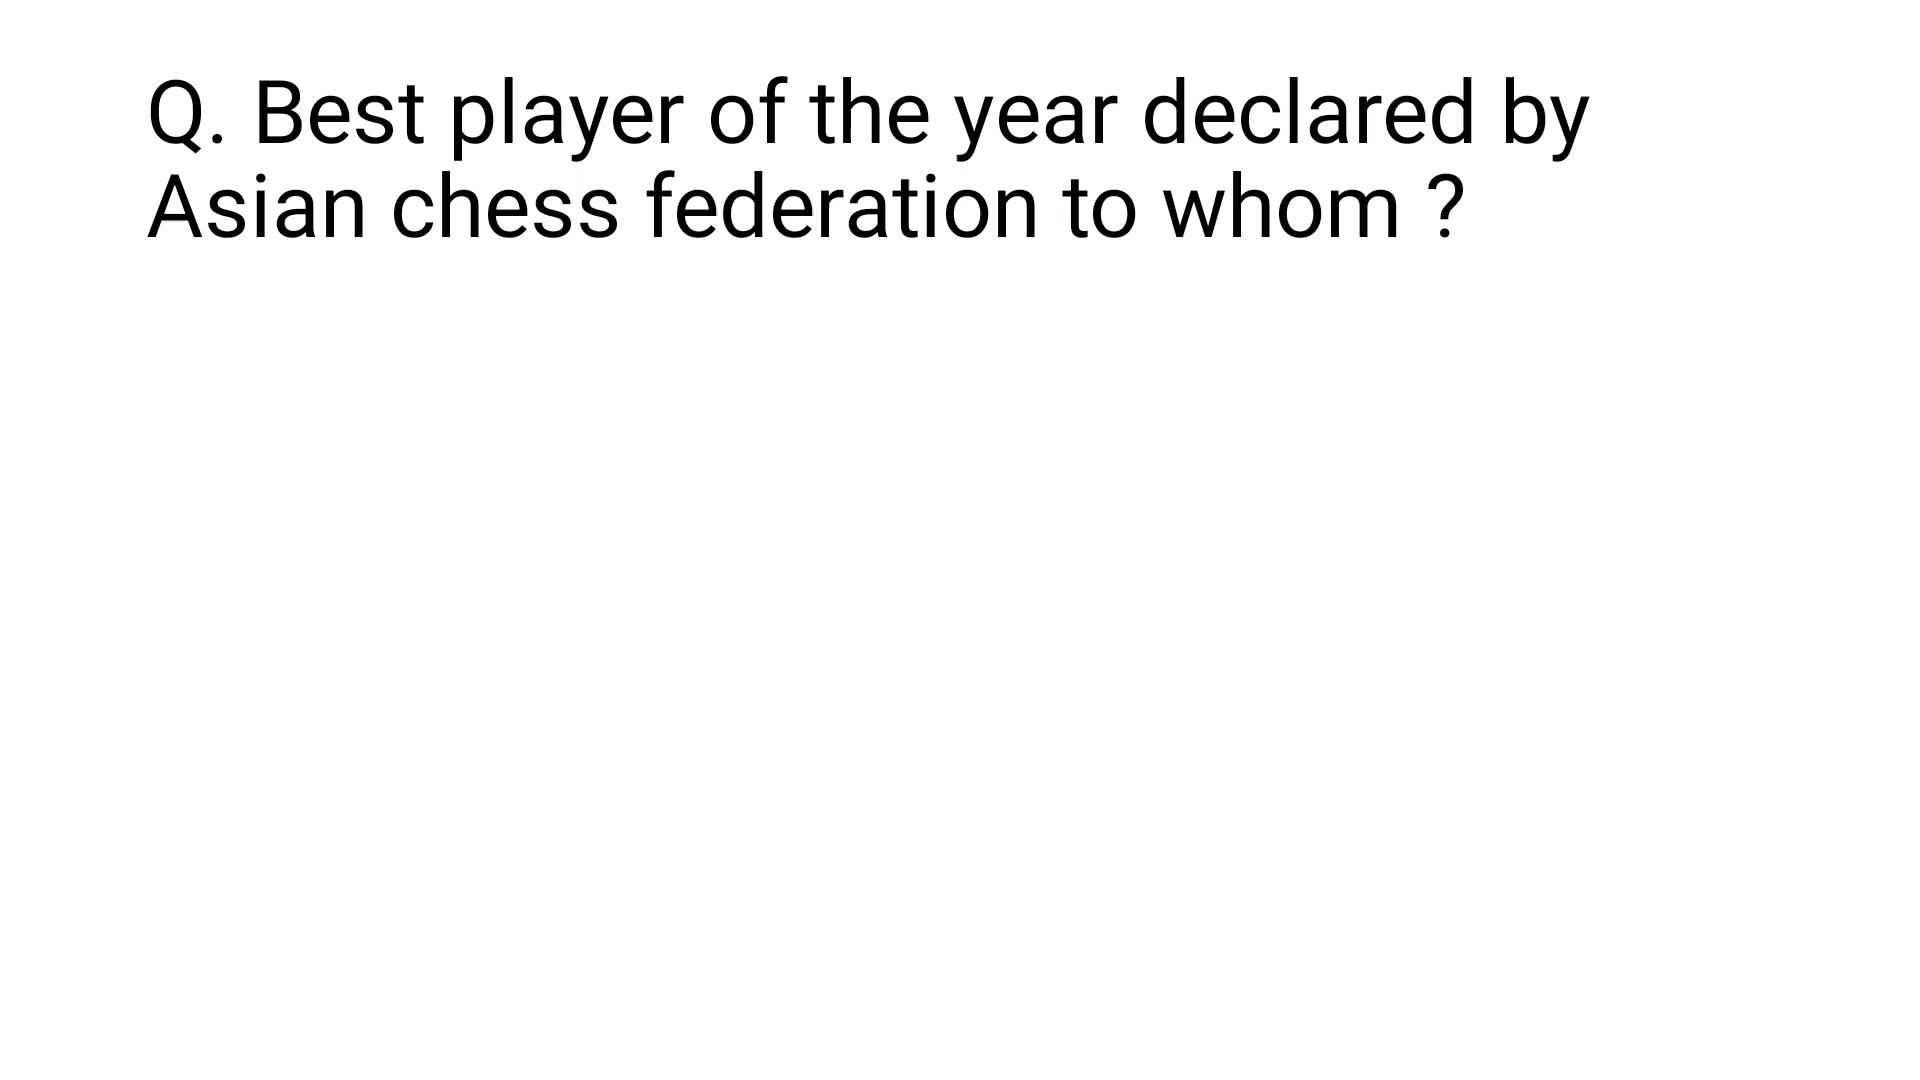 Q. Best player of the year declared by
Asian chess federation to whom ?